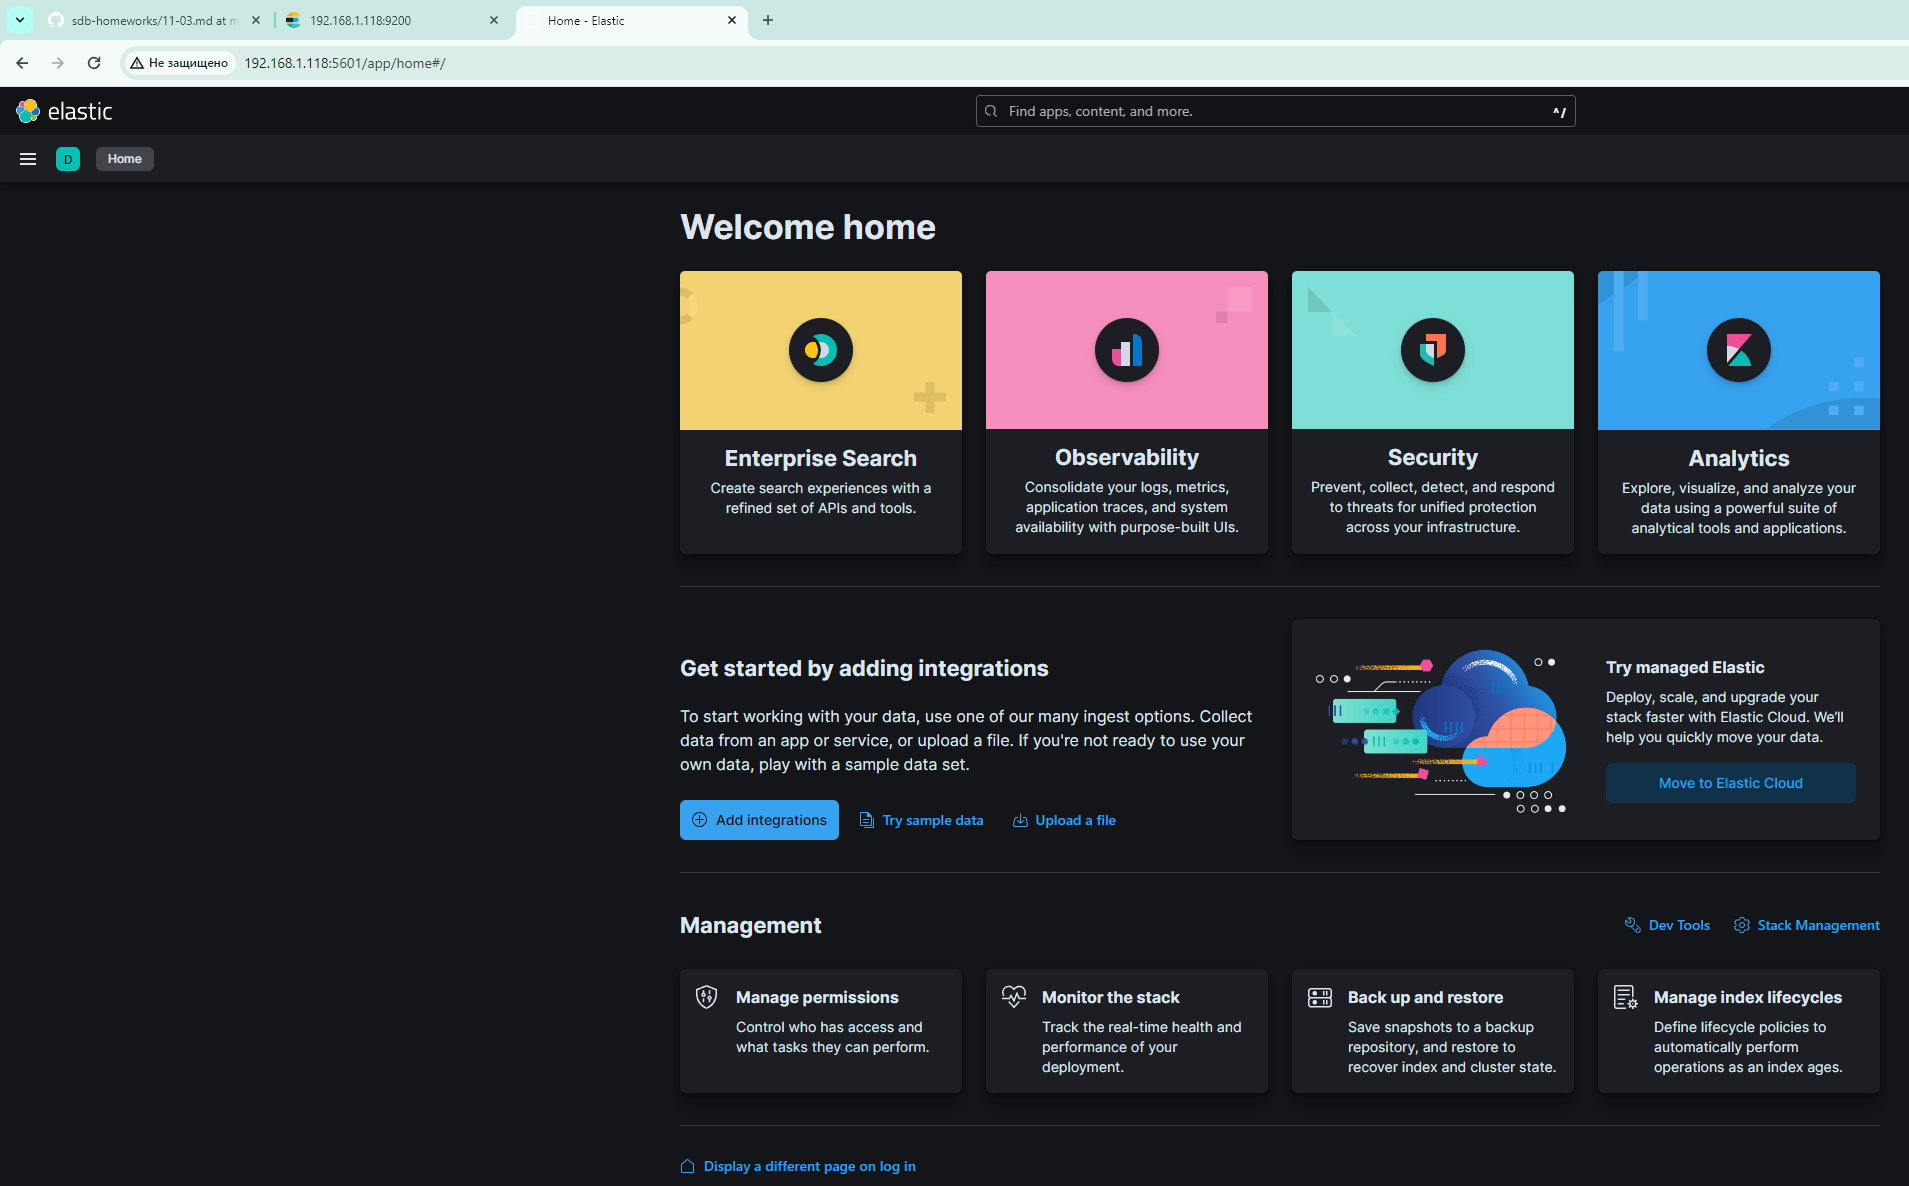 sdb-homeworks/11-03.md at m
192.168.1.118:9200
Home - Elastic
Не защищено
192.168.1.118:5601/app/home#/
elastic
Find apps, content, and more.
^/
D
Home
Welcome home
Enterprise Search
Create search experiences with a
refined set of APIs and tools.
Observability
Consolidate your logs, metrics,
application traces, and system
availability with purpose-built UIs.
Security
Prevent, collect, detect, and respond
to threats for unified protection
across your infrastructure.
Analytics
Explore, visualize, and analyze your
data using a powerful suite of
analytical tools and applications.
Get started by adding integrations
To start working with your data, use one of our many ingest options. Collect
data from an app or service, or upload a file. If you're not ready to use your
own data, play with a sample data set.
Add integrations
Try sample data
Upload a file
Try managed Elastic
Deploy, scale, and upgrade your
stack faster with Elastic Cloud. We’ll
help you quickly move your data.
Move to Elastic Cloud
Management
Dev Tools
Stack Management
Manage permissions
Control who has access and
what tasks they can perform.
Monitor the stack
Track the real-time health and
performance of your
deployment.
Back up and restore
Save snapshots to a backup
repository, and restore to
recover index and cluster state.
Manage index lifecycles
Define lifecycle policies to
automatically perform
operations as an index ages.
Display a different page on log in